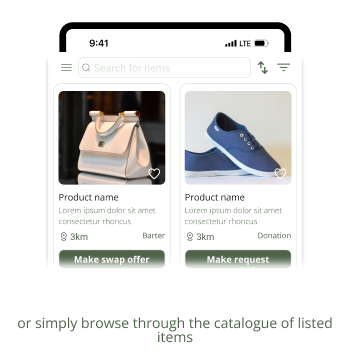 9:41 LTE
Search for items
Product name Product name
Lorem ipsum dolor sit amet Lorem ipsum dolor sit amet
consectetur rhoncus consectetur rhoncus
3km Barter 3km Donation
Make swap offer Make request
or simply browse through the catalogue of listed
items